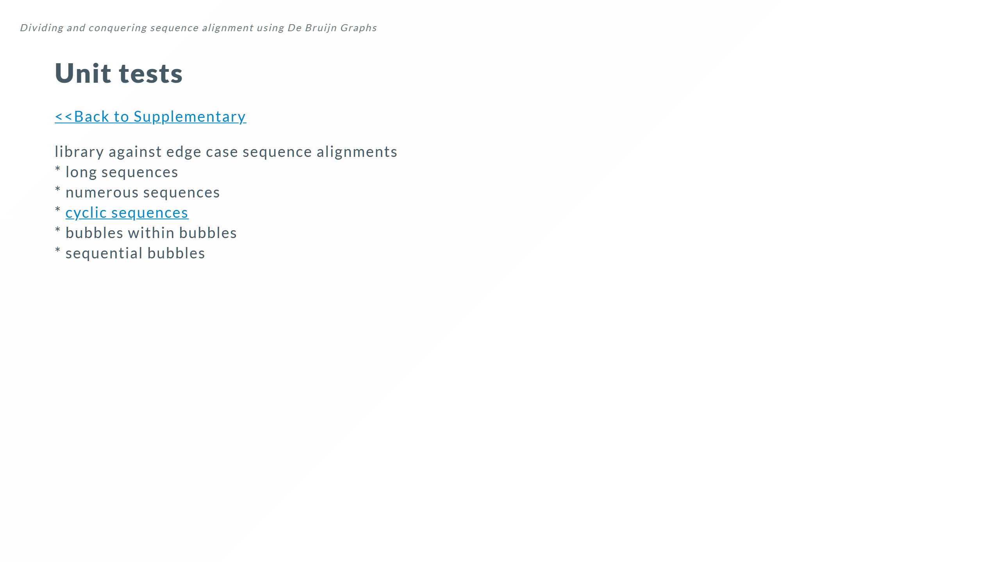 Dividing and conquering sequence alignment using De Bruijn Graphs
Unit tests
<<Back to Supplementary
library against edge case sequence alignments
* long sequences
* numerous sequences
* cyclic sequences
* bubbles within bubbles
* sequential bubbles